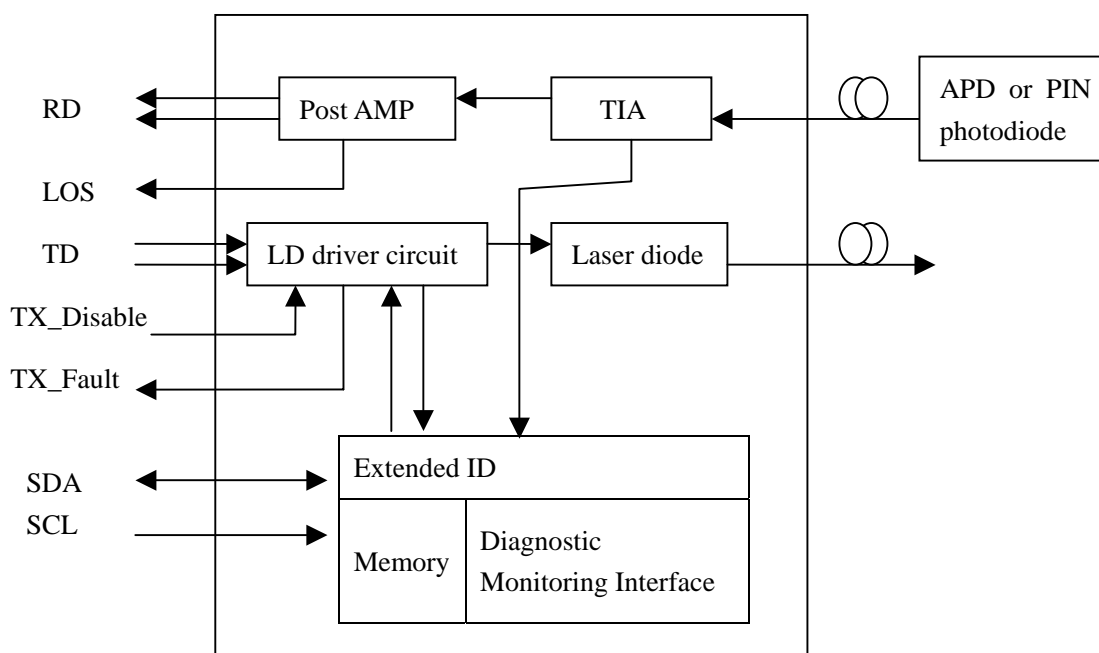 RD
Post AMP
TIA
APD or PIN
photodiode
LOS
TD
LD driver circuit
Laser diode
TX_Disable
TX_Fault
Extended ID
SDA
SCL
Memory
Diagnostic
Monitoring Interface